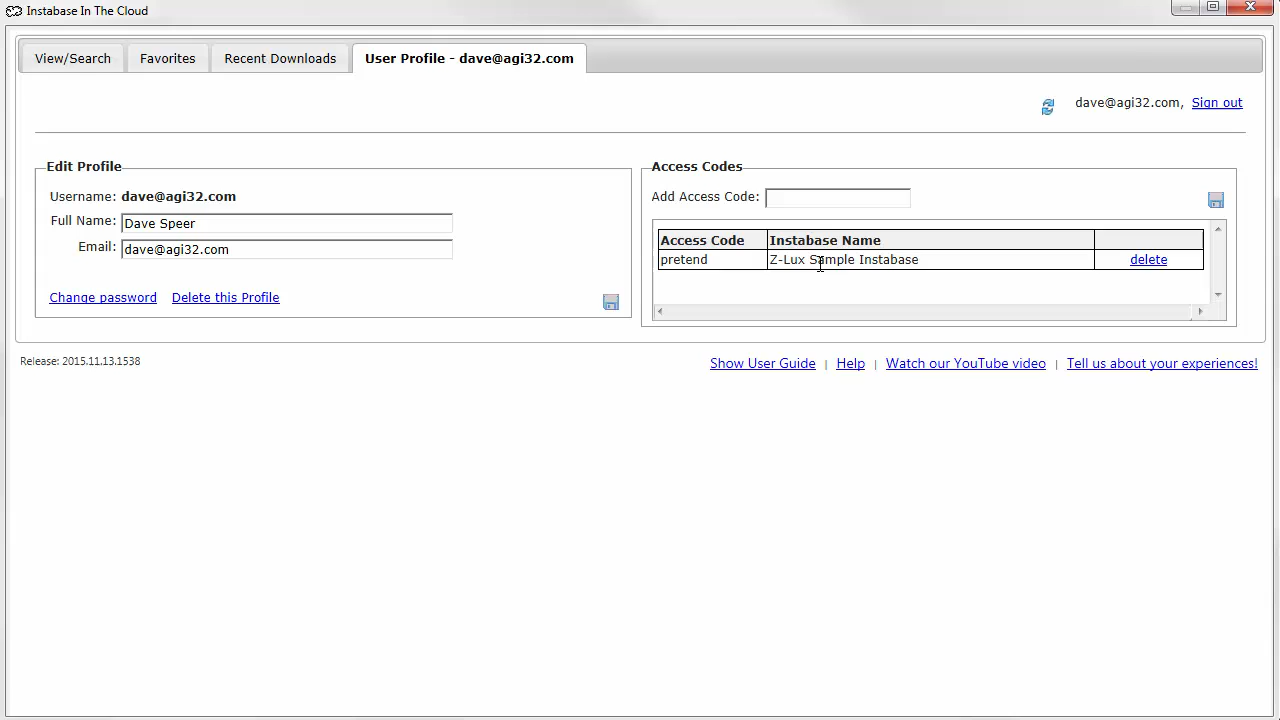 Instabase In The Cloud
View/Search Favorites Recent Downloads User Profile - dave@agi32.com
dave@agi32.com, Sign out
Edit Profile
Username: dave@agi32.com
Full Name: Dave Speer
Email: dave@agi32.com
Change password Delete this Profile
Access Codes
Add Access Code:
Access Code Instabase Name
pretend Z-Lux Sample Instabase delete
Release: 2015.11.13.1538
Show User Guide | Help | Watch our YouTube video | Tell us about your experiences!